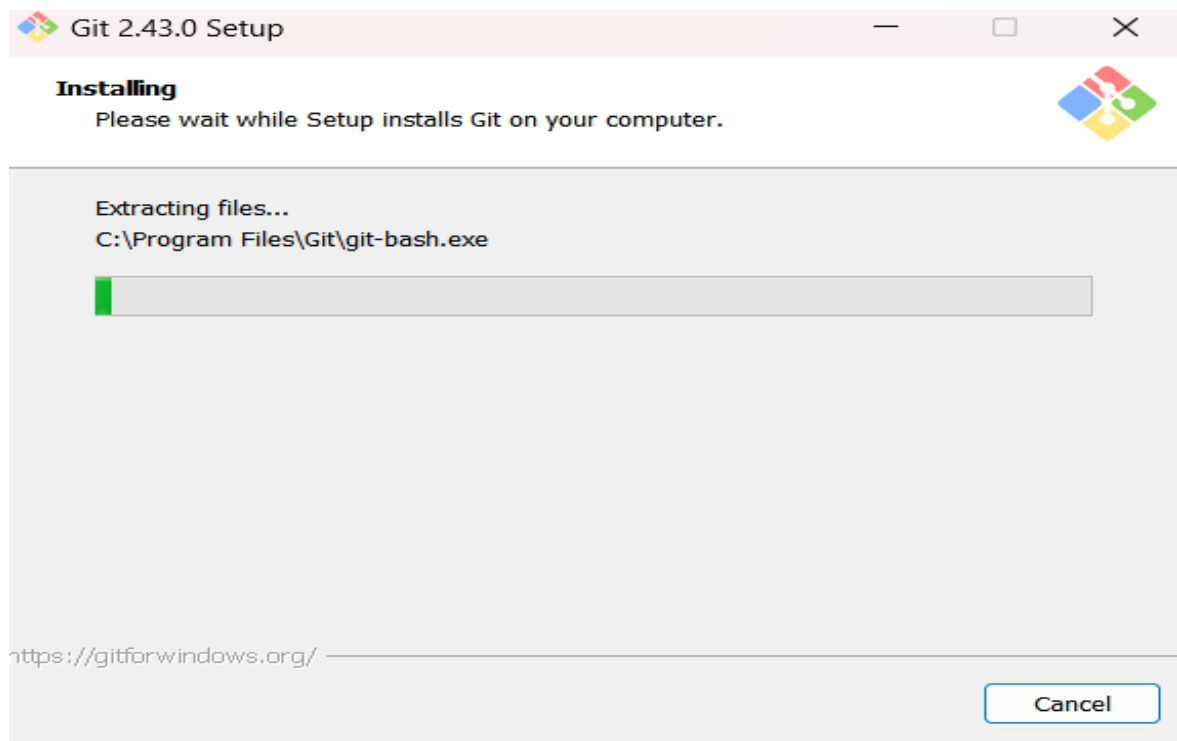 Git 2.43.0 Setup
Installing
Please wait while Setup installs Git on your computer.
Extracting files...
C:\Program Files\Git\git-bash.exe
https://gitforwindows.org/
Cancel